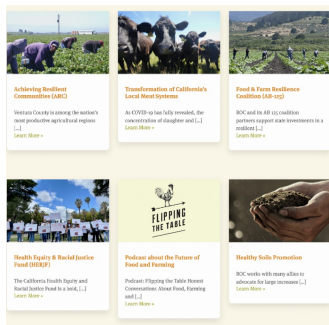 Achieving Resilient
Communities (ARC)
Ventura County is among the nation's
most productive agricultural regions
[...]
Learn More »
Transformation of California's
Local Meat Systems
As COVID-19 has fully revealed, the
concentration of slaughter and [...]
Learn More »
Food & Farm Resilience
Coalition (AB-125)
ROC and its AB 125 coalition
partners support state investments in a
resilient [...]
Learn More »
FLIPPING
THE TABLE
Health Equity & Racial Justice
Fund (HERJF)
The California Health Equity and
Racial Justice Fund is a
[...]
Learn More »
Podcast about the Future of
Food and Farming
Podcast: Flipping the Table Honest
Conversations About Food, Farming
and [...]
Learn More »
Healthy Soils Promotion
ROC works with many allies to
advocate for large increases [...]
Learn More »